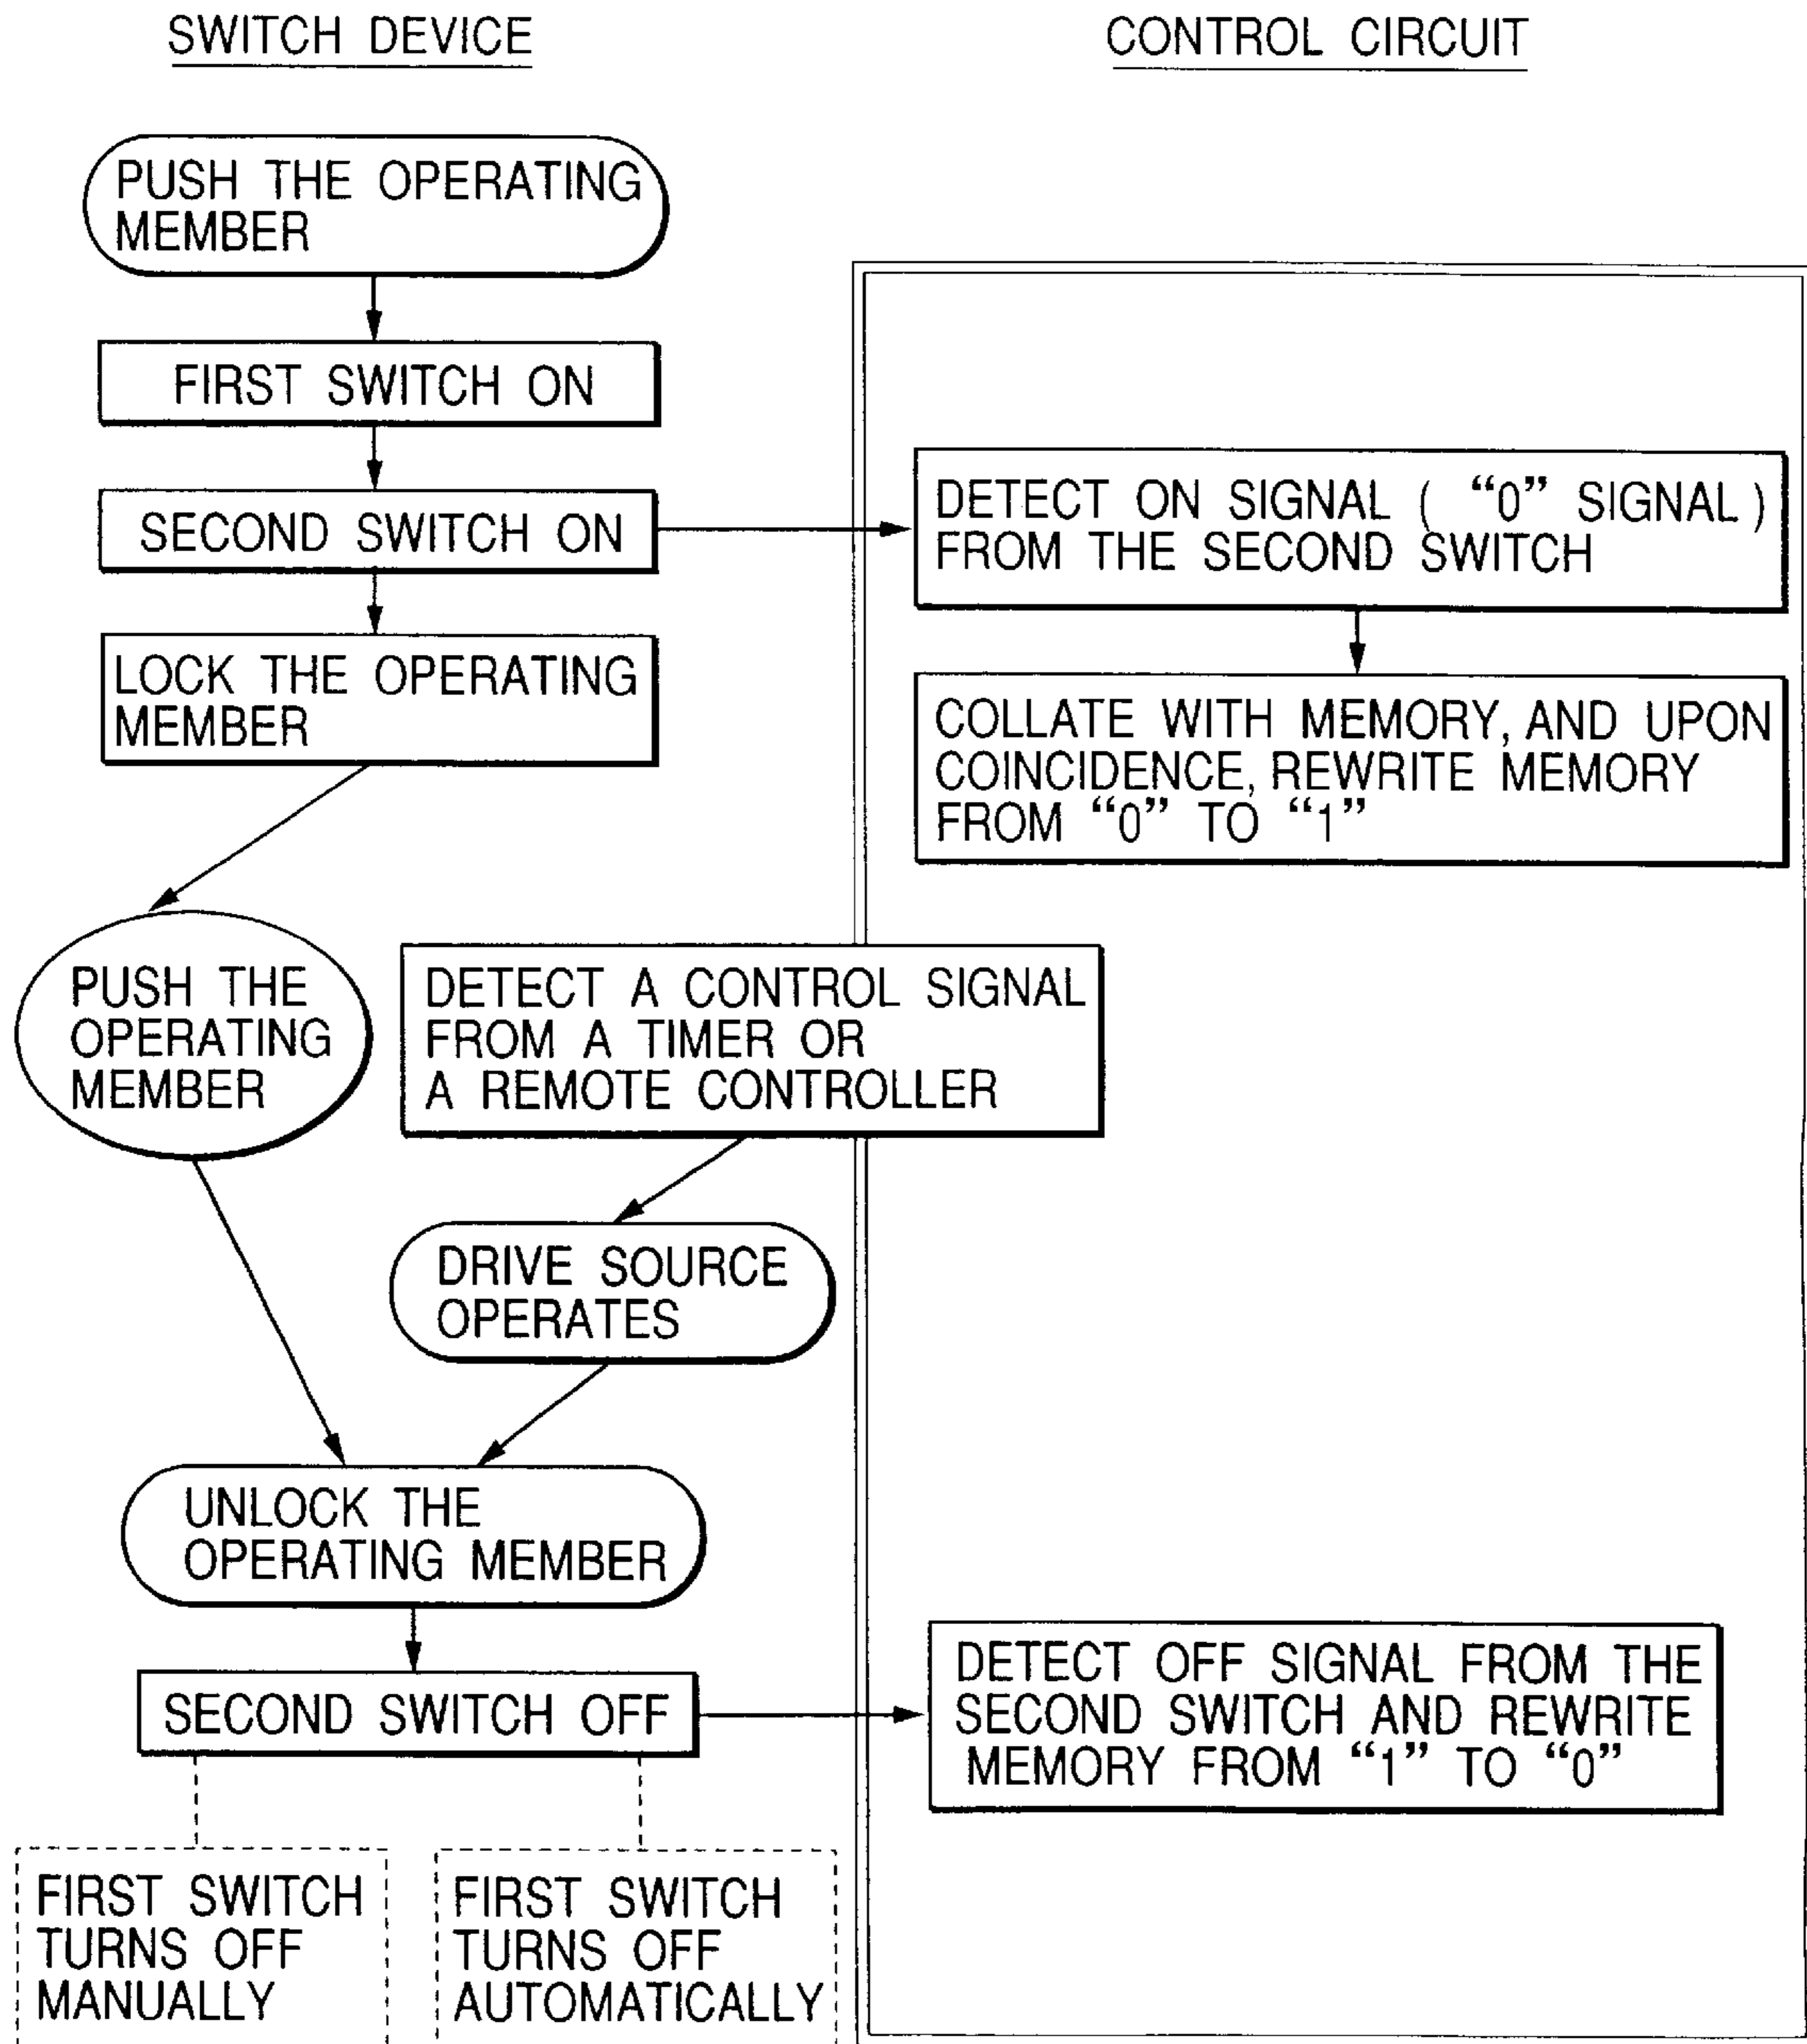 SWITCH DEVICE
CONTROL CIRCUIT
PUSH THE OPERATING
MEMBER
FIRST SWITCH ON
SECOND SWITCH ON
DETECT ON SIGNAL ( “0” SIGNAL )
FROM THE SECOND SWITCH
LOCK THE OPERATING
MEMBER
COLLATE WITH MEMORY, AND UPON
COINCIDENCE, REWRITE MEMORY
FROM “0” TO “1”
PUSH THE
OPERATING
MEMBER
DETECT A CONTROL SIGNAL
FROM A TIMER OR
A REMOTE CONTROLLER
DRIVE SOURCE
OPERATES
UNLOCK THE
OPERATING MEMBER
SECOND SWITCH OFF
DETECT OFF SIGNAL FROM THE
SECOND SWITCH AND REWRITE
MEMORY FROM “1” TO “0”
FIRST SWITCH
TURNS OFF
MANUALLY
FIRST SWITCH
TURNS OFF
AUTOMATICALLY